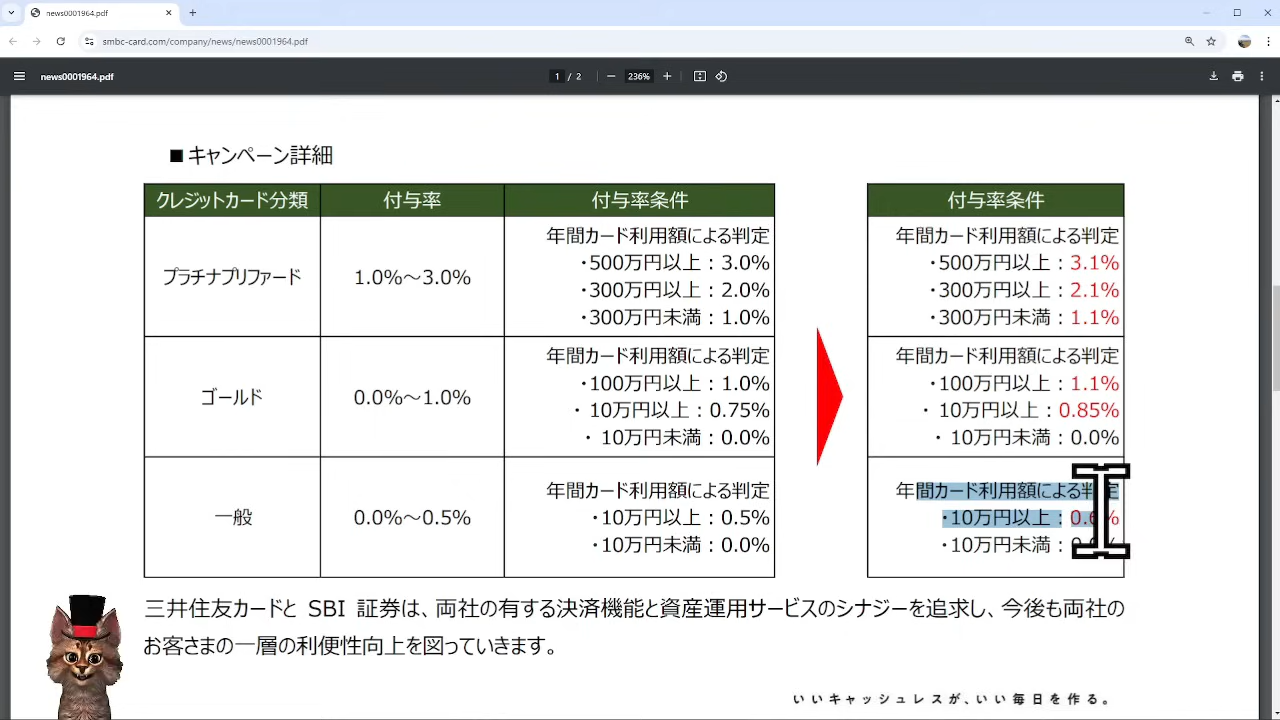 news0001964.pdf
smbc-card.com/company/news/news0001964.pdf
news0001964.pdf
1 / 2
236%
■キャンペーン詳細
クレジットカード分類 付与率 付与率条件 付与率条件
プラチナプリファード 1.0%～3.0%
年間カード利用額による判定
・500万円以上：3.0%
・300万円以上：2.0%
・300万円未満：1.0%
年間カード利用額による判定
・500万円以上：3.1%
・300万円以上：2.1%
・300万円未満：1.1%
ゴールド 0.0%～1.0%
年間カード利用額による判定
・100万円以上：1.0%
・ 10万円以上：0.75%
・ 10万円未満：0.0%
年間カード利用額による判定
・100万円以上：1.1%
・ 10万円以上：0.85%
・ 10万円未満：0.0%
一般 0.0%～0.5%
年間カード利用額による判定
・10万円以上：0.5%
・10万円未満：0.0%
年間カード利用額による判定
・10万円以上：
・10万円未満：
三井住友カードと SBI 証券は、両社の有する決済機能と資産運用サービスのシナジーを追求し、今後も両社の
お客さまの一層の利便性向上を図っていきます。
いいキャッシュレスが、いい毎日を作る。